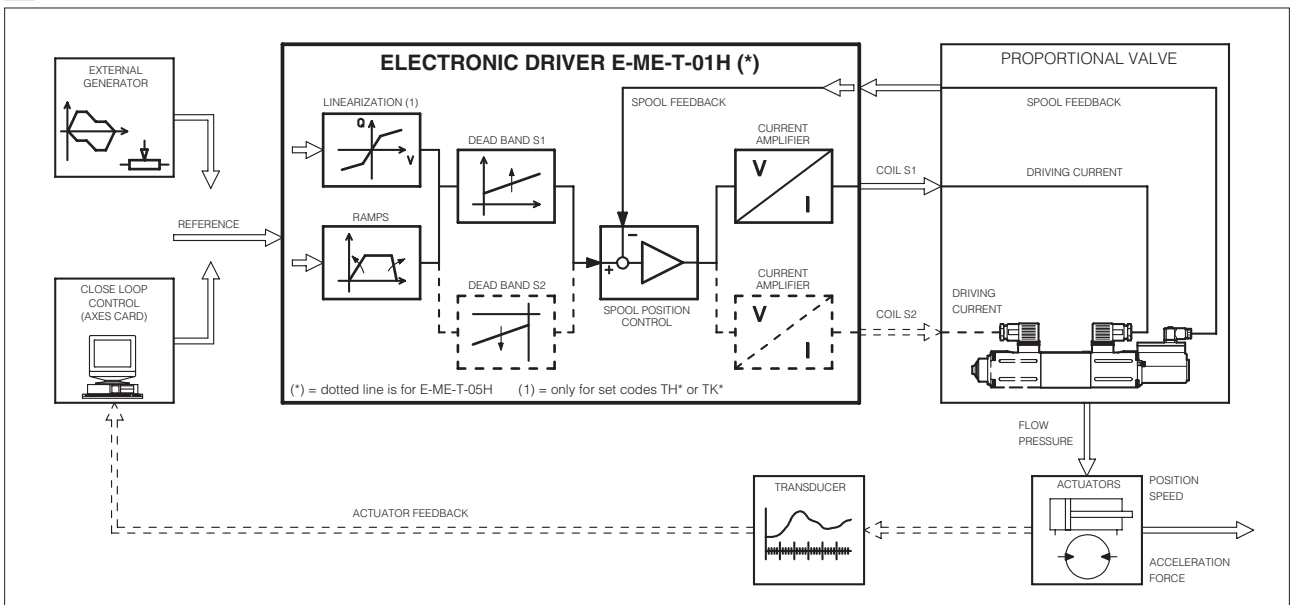 ELECTRONIC DRIVER E-ME-T-01H (*)
PROPORTIONAL VALVE
EXTERNAL
GENERATOR
LINEARIZATION (1)
Q
V
DEAD BAND S1
SPOOL FEEDBACK
CURRENT
AMPLIFIER
V
I
SPOOL FEEDBACK
COIL S1
DRIVING CURRENT
REFERENCE
RAMPS
+
−
SPOOL POSITION
CONTROL
CLOSE LOOP
CONTROL
(AXES CARD)
DEAD BAND S2
CURRENT
AMPLIFIER
V
I
COIL S2
DRIVING
CURRENT
(*) = dotted line is for E-ME-T-05H
(1) = only for set codes TH* or TK*
FLOW
PRESSURE
TRANSDUCER
ACTUATORS
POSITION
SPEED
ACTUATOR FEEDBACK
ACCELERATION
FORCE